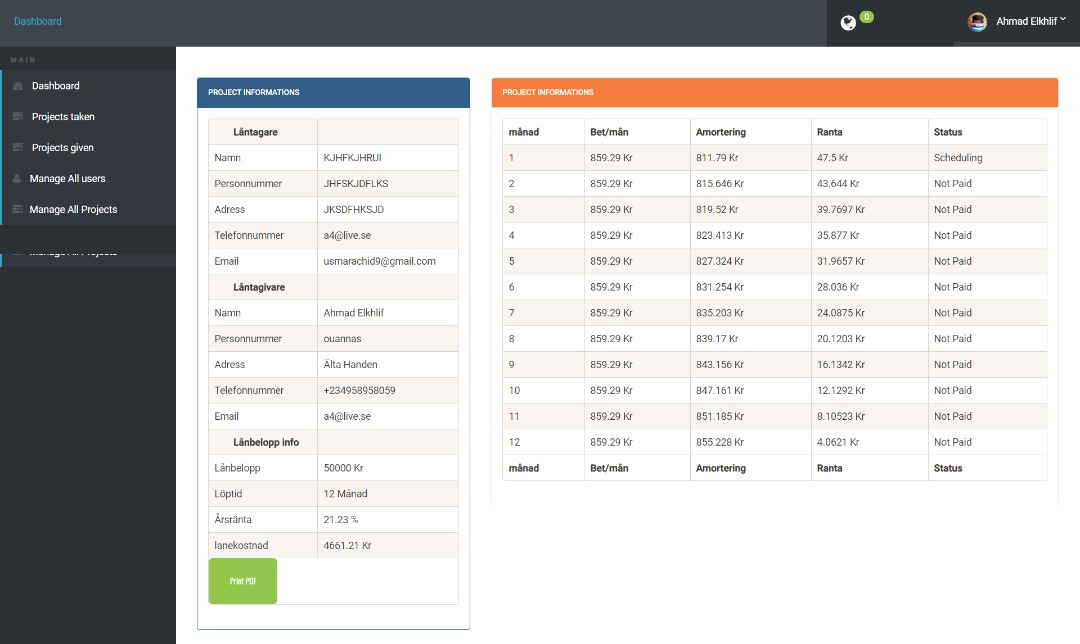 Dashboard
0
Ahmad Elkhlif
MAIN
Dashboard
Projects taken
Projects given
Manage All users
Manage All Projects
Manage All Projects
PROJECT INFORMATIONS
Låntagare
Namn KJHFKJHRUI
Personnummer JHFSKJDFLKS
Adress JKSDFHKSJD
Telefonnummer a4@live.se
Email usmarachid9@gmail.com
Låntagivare
Namn Ahmad Elkhlif
Personnummer ouannas
Adress Älta Handen
Telefonnummer +234958958059
Email a4@live.se
Lånbelopp info
Lånbelopp 50000 Kr
Löptid 12 Månad
Årsränta 21.23 %
lanekostnad 4661.21 Kr
Print PDF
PROJECT INFORMATIONS
månad Bet/mån Amortering Ranta Status
1 859.29 Kr 811.79 Kr 47.5 Kr Scheduling
2 859.29 Kr 815.646 Kr 43.644 Kr Not Paid
3 859.29 Kr 819.52 Kr 39.7697 Kr Not Paid
4 859.29 Kr 823.413 Kr 35.877 Kr Not Paid
5 859.29 Kr 827.324 Kr 31.9657 Kr Not Paid
6 859.29 Kr 831.254 Kr 28.036 Kr Not Paid
7 859.29 Kr 835.203 Kr 24.0875 Kr Not Paid
8 859.29 Kr 839.17 Kr 20.1203 Kr Not Paid
9 859.29 Kr 843.156 Kr 16.1342 Kr Not Paid
10 859.29 Kr 847.161 Kr 12.1292 Kr Not Paid
11 859.29 Kr 851.185 Kr 8.10523 Kr Not Paid
12 859.29 Kr 855.228 Kr 4.0621 Kr Not Paid
månad Bet/mån Amortering Ranta Status